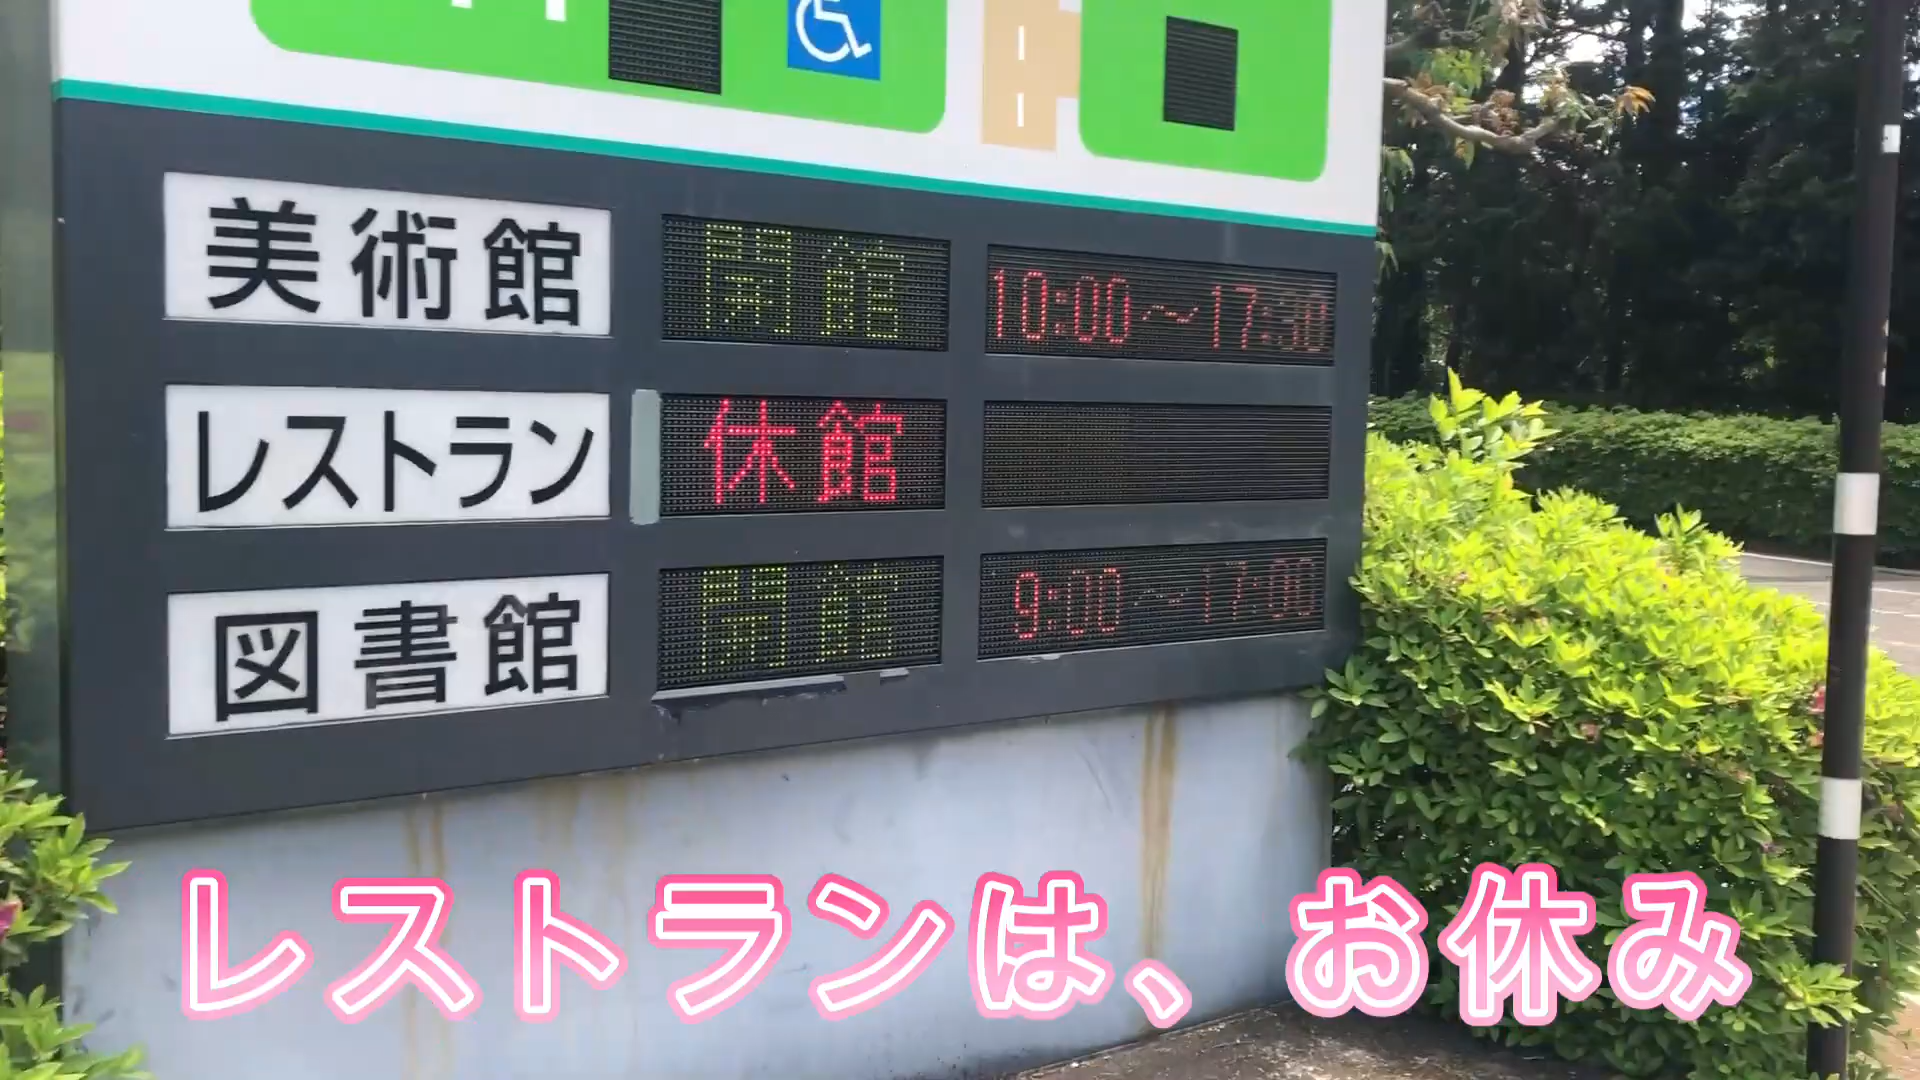 美術館 開館 10:00～17:30
レストラン 休館
図書館 開館 9:00～17:00
レストランは、お休み